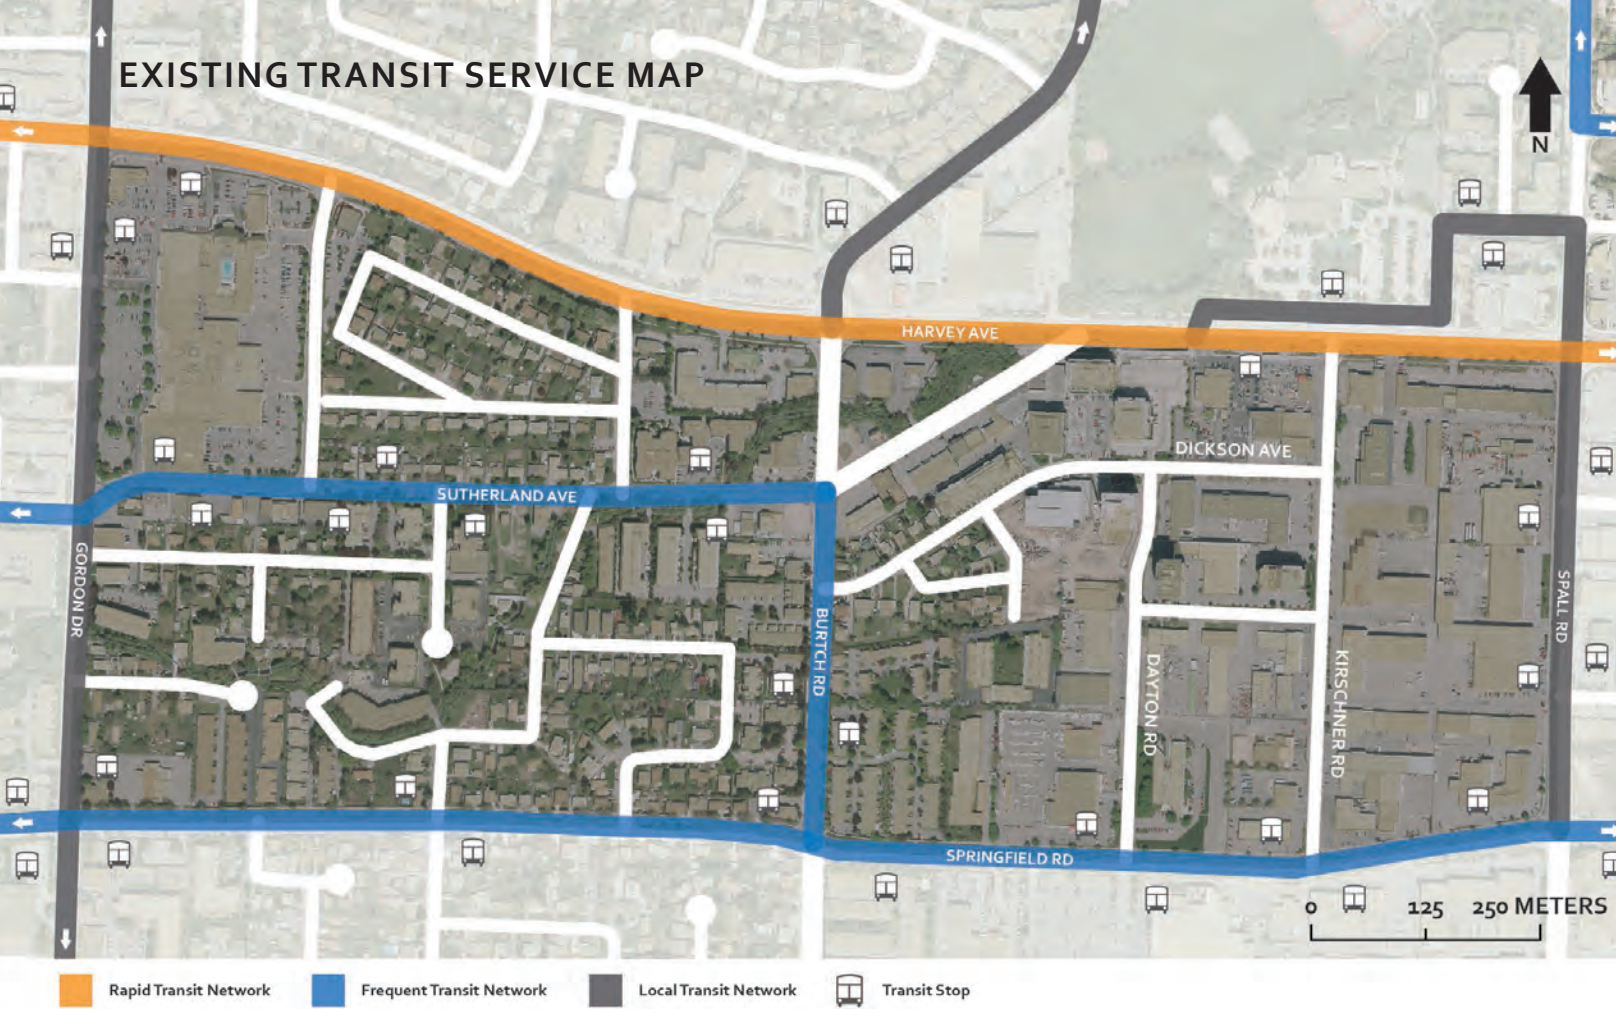 EXISTING TRANSIT SERVICE MAP
N
HARVEY AVE
DICKSON AVE
SUTHERLAND AVE
GORDON DR
BURTCH RD
SPALL RD
DAYTON RD
KIRSCHNER RD
SPRINGFIELD RD
0 125 250 METERS
Rapid Transit Network
Frequent Transit Network
Local Transit Network
Transit Stop